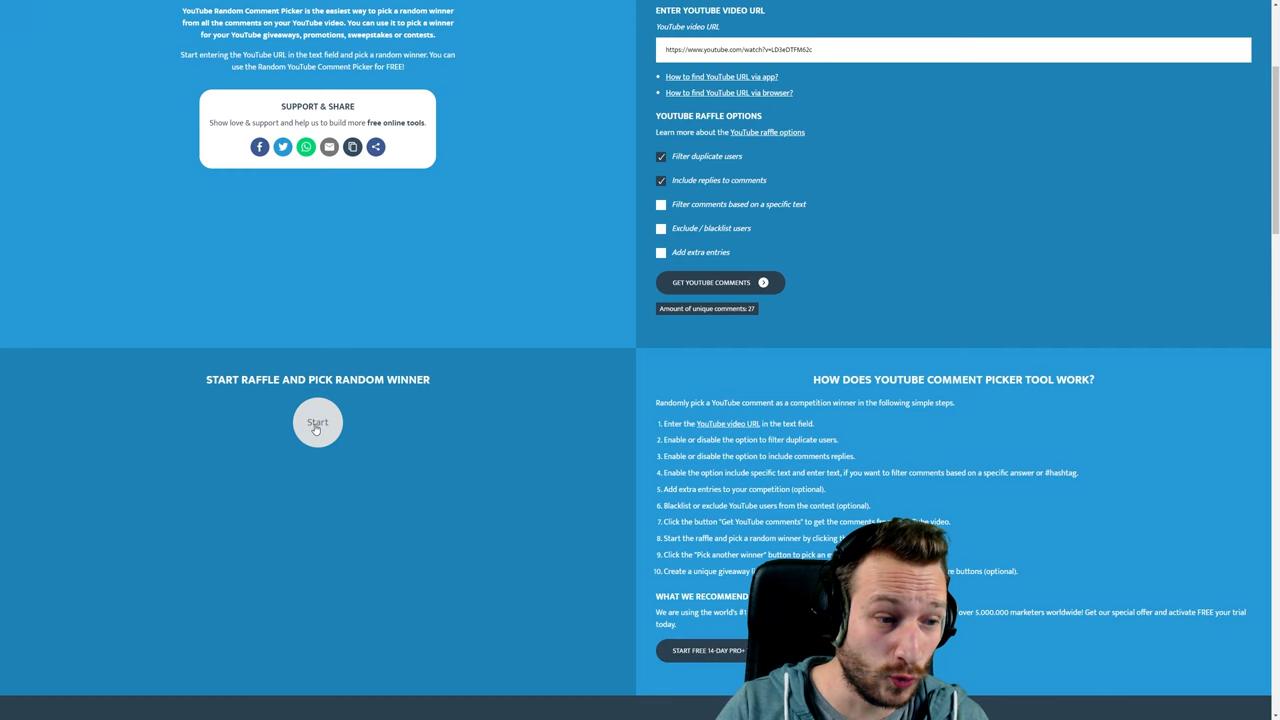 YouTube Random Comment Picker is the easiest way to pick a random winner
from all the comments on your YouTube video. You can use it to pick a winner
for your YouTube giveaways, promotions, sweepstakes or contests.
Start entering the YouTube URL in the text field and pick a random winner. You can
use the Random YouTube Comment Picker for FREE!
SUPPORT & SHARE
Show love & support and help us to build more free online tools.
ENTER YOUTUBE VIDEO URL
YouTube video URL
https://www.youtube.com/watch?v=LD3eDTFM62c
How to find YouTube URL via app?
How to find YouTube URL via browser?
YOUTUBE RAFFLE OPTIONS
Learn more about the YouTube raffle options
Filter duplicate users
Include replies to comments
Filter comments based on a specific text
Exclude / blacklist users
Add extra entries
GET YOUTUBE COMMENTS
Amount of unique comments: 27
START RAFFLE AND PICK RANDOM WINNER
Start
HOW DOES YOUTUBE COMMENT PICKER TOOL WORK?
Randomly pick a YouTube comment as a competition winner in the following simple steps.
1. Enter the YouTube video URL in the text field.
2. Enable or disable the option to filter duplicate users.
3. Enable or disable the option to include comments replies.
4. Enable the option include specific text and enter text, if you want to filter comments based on a specific answer or #hashtag.
5. Add extra entries to your competition (optional).
6. Blacklist or exclude YouTube users from the contest (optional).
7. Click the button "Get YouTube comments" to get the comments video.
8. Start the raffle and pick a random winner by clicking
9. Click the "Pick another winner" button to pick an
10. Create a unique giveaway buttons (optional).
WHAT WE RECOMMEND
We are using the world's #1 over 5.000.000 marketers worldwide! Get our special offer and activate FREE your trial
today.
START FREE 14-DAY PRO+